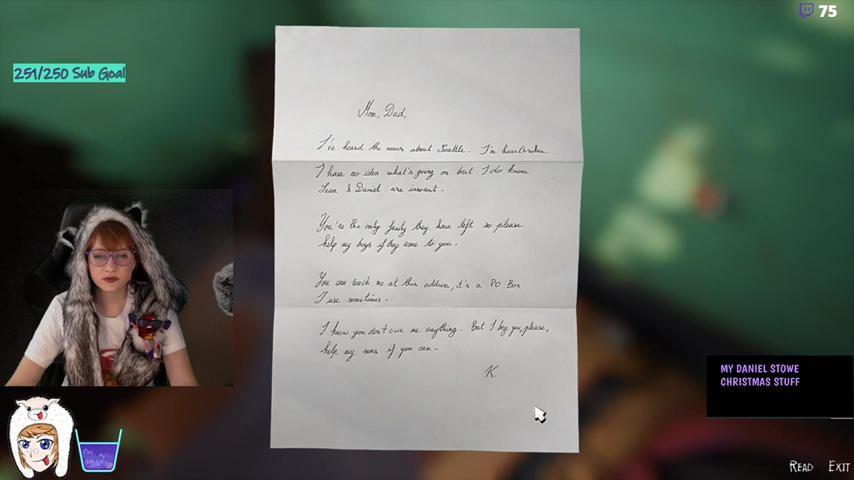 75
251/250 Sub Goal
Mom, Dad,
I've heard the news about Seattle. I'm heartbroken.
I have no idea what's going on but I do know
Sean & Daniel are innocent.
You're the only family they have left so please
help my boys if they come to you.
You can reach me at this address, it's a PO Box
I use sometimes.
I know you don't owe me anything. But I beg you, please,
help my sons if you can.
K.
MY DANIEL STOWE
CHRISTMAS STUFF
READ EXIT